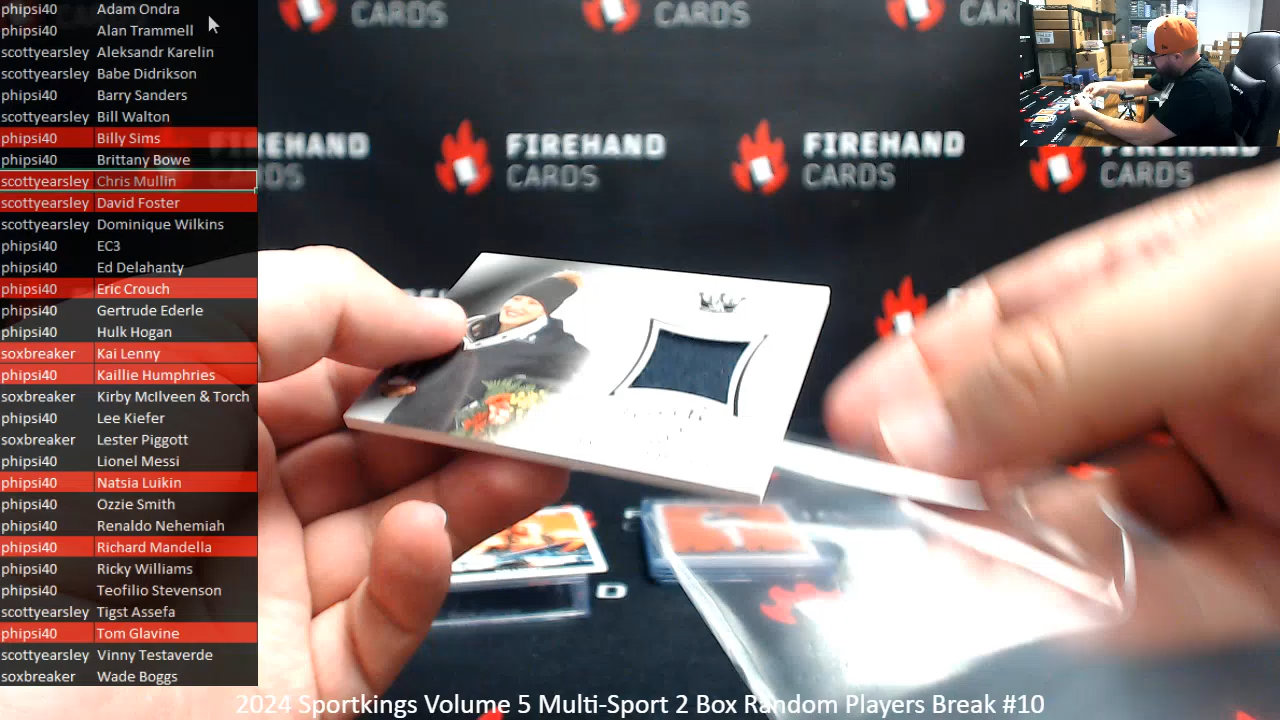 phipsi40 Adam Ondra
phipsi40 Alan Trammell
scottyearsley Aleksandr Karelin
scottyearsley Babe Didrikson
phipsi40 Barry Sanders
scottyearsley Bill Walton
phipsi40 Billy Sims
phipsi40 Brittany Bowe
scottyearsley Chris Mullin
scottyearsley David Foster
scottyearsley Dominique Wilkins
phipsi40 EC3
phipsi40 Ed Delahanty
phipsi40 Eric Crouch
phipsi40 Gertrude Ederle
phipsi40 Hulk Hogan
soxbreaker Kai Lenny
phipsi40 Kaillie Humphries
soxbreaker Kirby McIlveen & Torch
phipsi40 Lee Kiefer
soxbreaker Lester Piggott
phipsi40 Lionel Messi
phipsi40 Natsia Luikin
phipsi40 Ozzie Smith
phipsi40 Renaldo Nehemiah
phipsi40 Richard Mandella
phipsi40 Ricky Williams
phipsi40 Teofilio Stevenson
scottyearsley Tigst Assefa
phipsi40 Tom Glavine
scottyearsley Vinny Testaverde
soxbreaker Wade Boggs
FIREHAND
CARDS
FIREHAND
CARDS
CARDS
CARDS
FIREHAND
CARDS
FIREHAND
CARDS
CARDS
2024 Sportkings Volume 5 Multi-Sport 2 Box Random Players Break #10